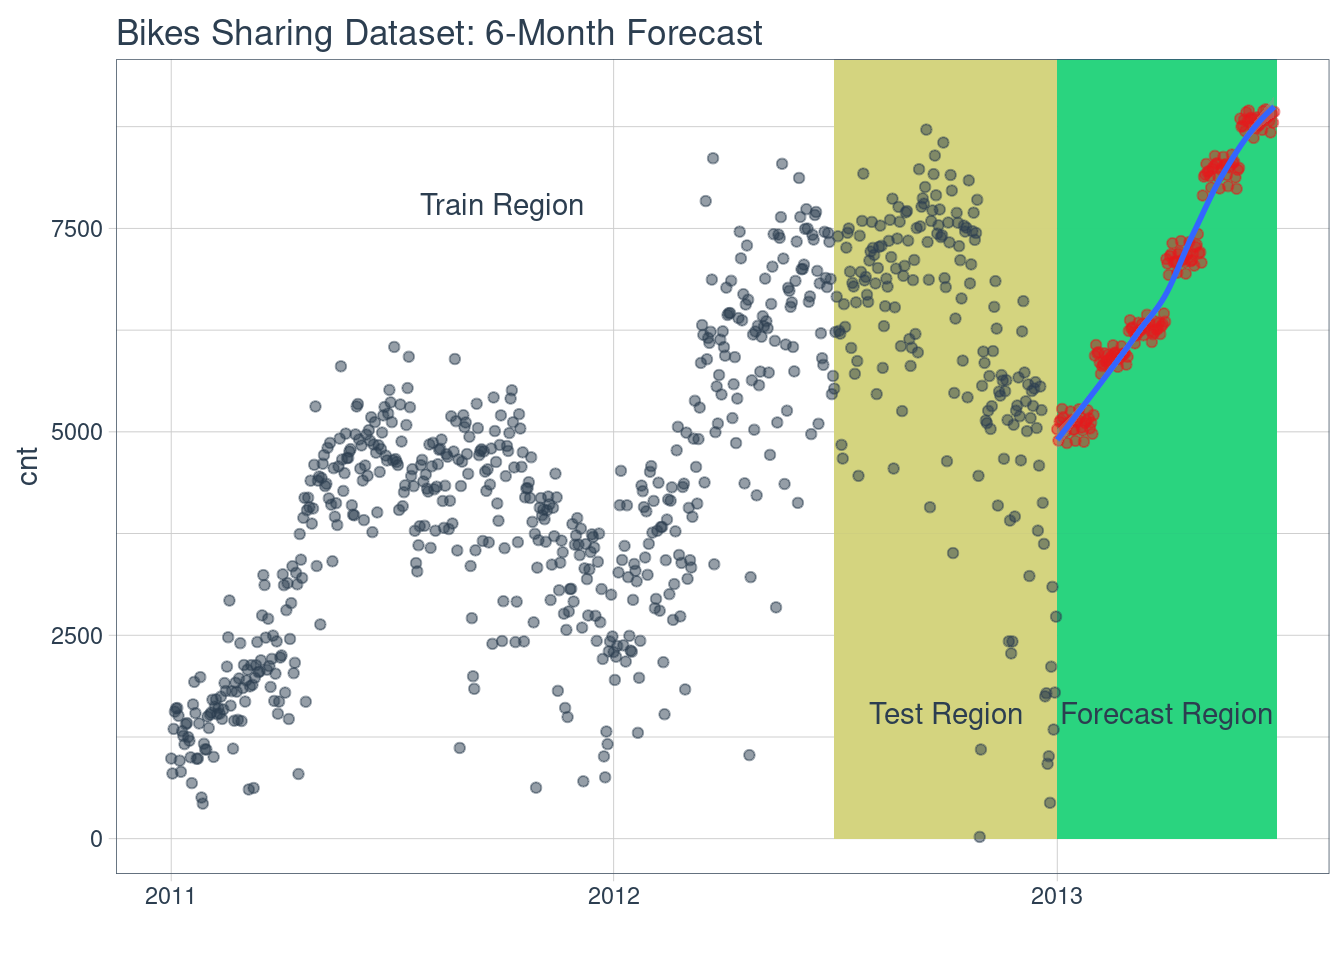 Bikes Sharing Dataset: 6-Month Forecast
Train Region
7500
5000
cnt
2500
Test Region
Forecast Region
0
2011
2012
2013